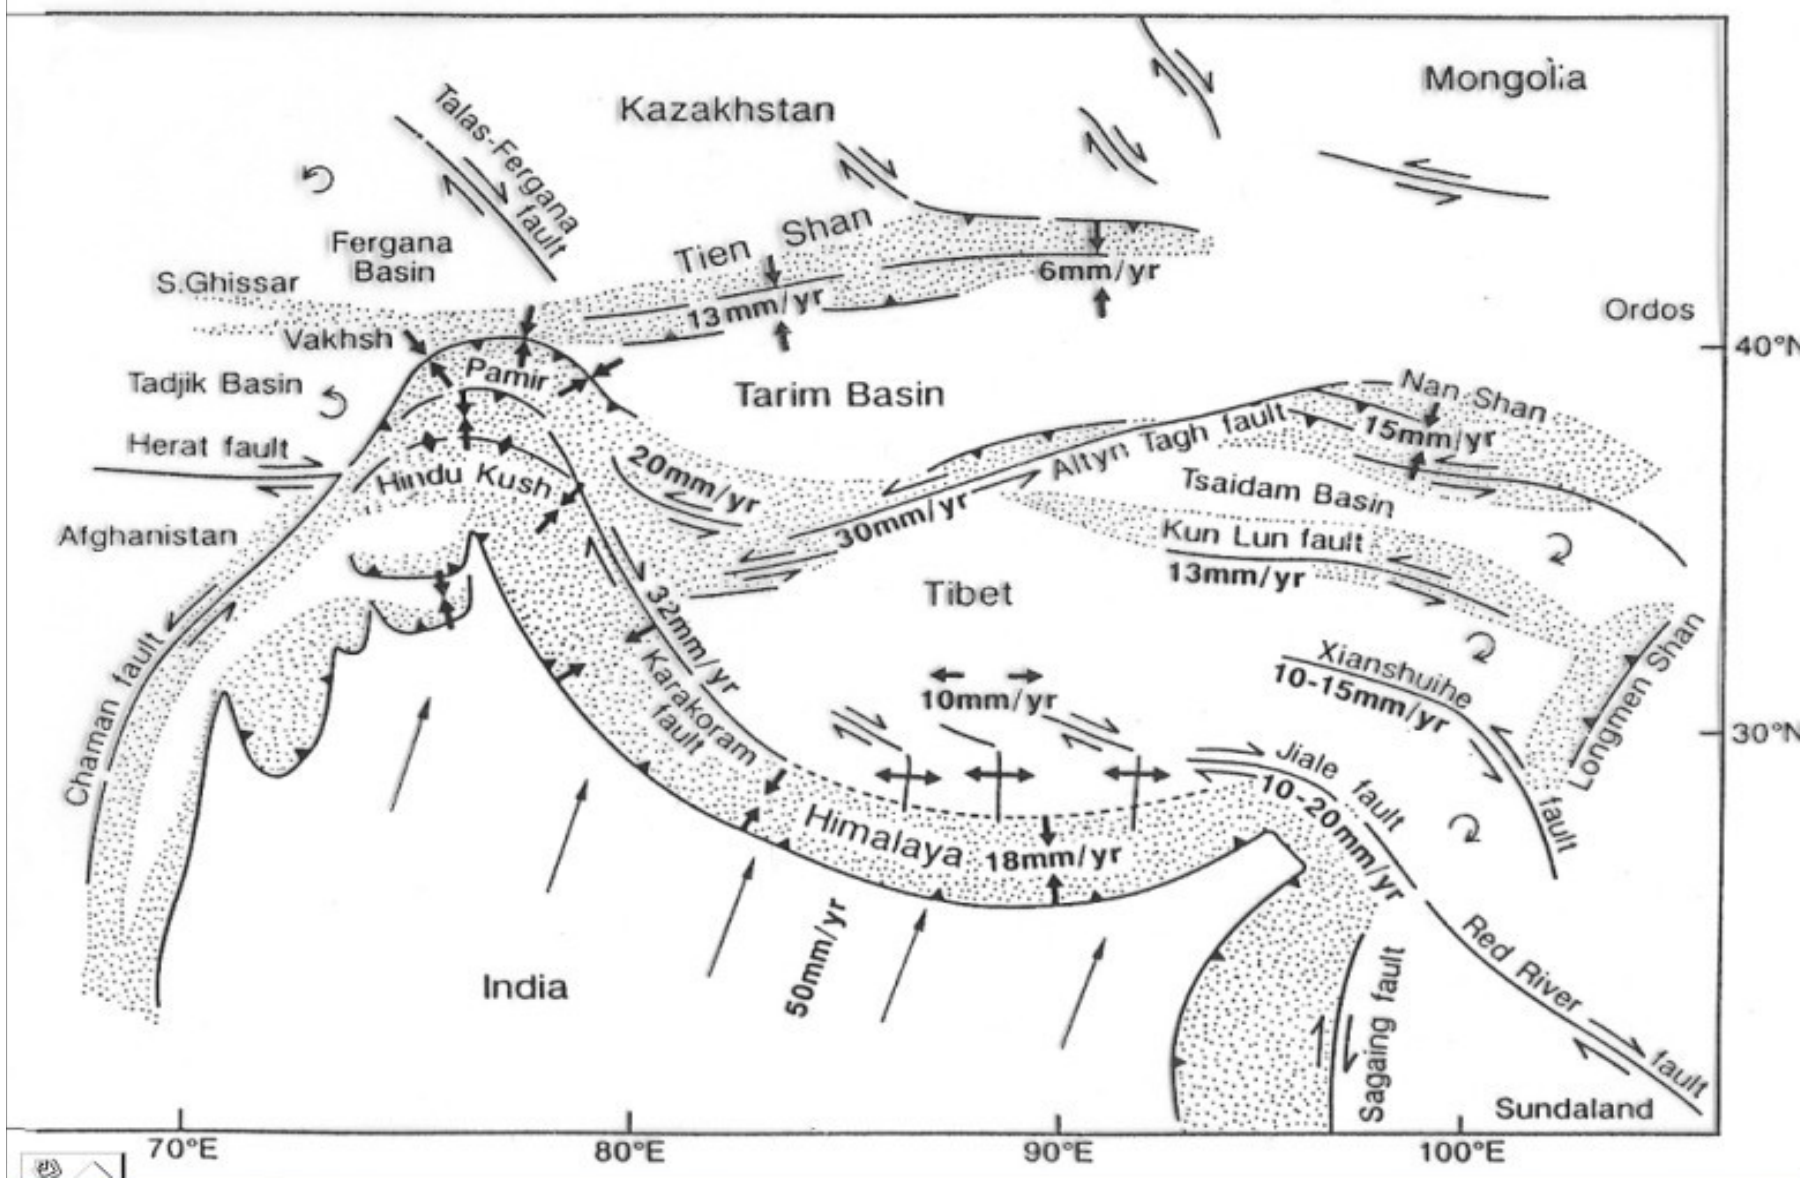 Mongolia
Kazakhstan
Talas-Fergana
fault
Fergana
Basin
Tien Shan
S.Ghissar
13mm/yr
6mm/yr
Ordos
Vakhsh
40°N
Pamir
Tadjik Basin
Tarim Basin
Nan Shan
15mm/yr
Herat fault
Altyn Tagh fault
20mm/yr
Hindu Kush
Tsaidam Basin
30mm/yr
Afghanistan
Kun Lun fault
13mm/yr
Tibet
32mm/yr
Karakoram
fault
Chaman fault
10mm/yr
Xianshuihe
10-15mm/yr
fault
Longmen Shan
30°N
Jiale fault
10-20mm/yr
Himalaya
18mm/yr
50mm/yr
India
Red River fault
Sagaing fault
Sundaland
70°E
80°E
90°E
100°E